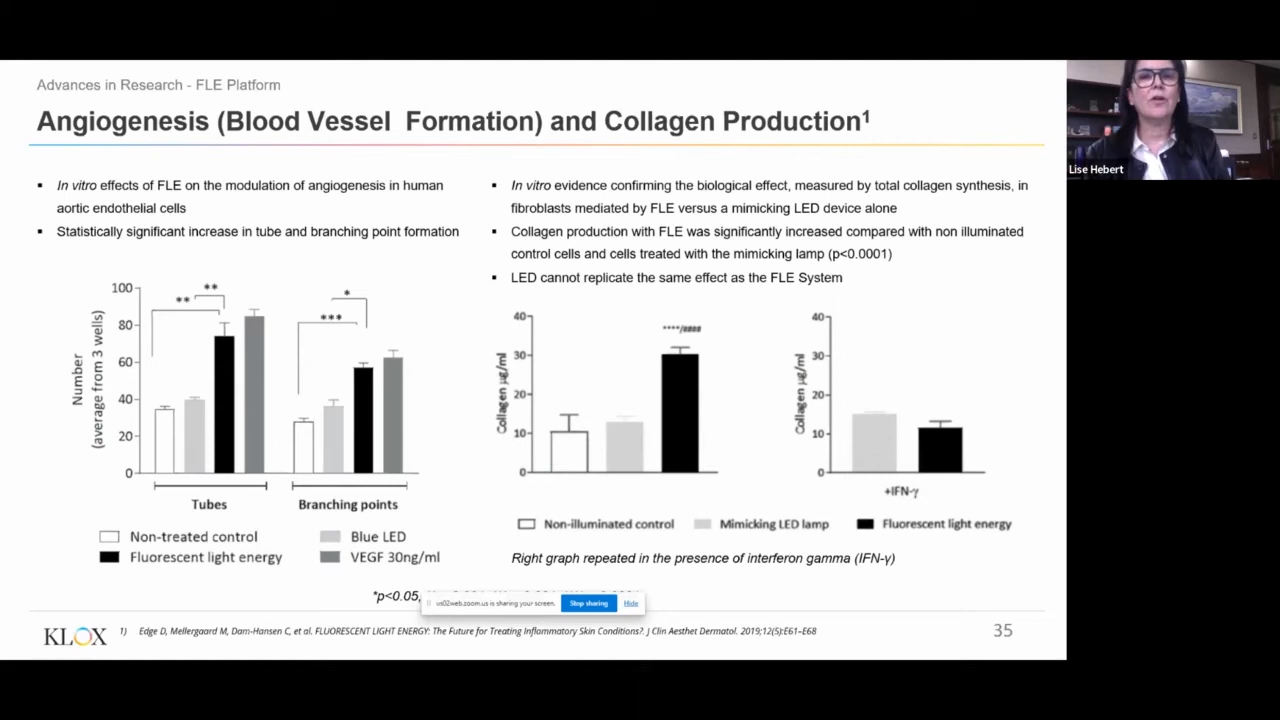 Advances in Research - FLE Platform
Angiogenesis (Blood Vessel Formation) and Collagen Production1
Lise Hebert
▪ In vitro effects of FLE on the modulation of angiogenesis in human
aortic endothelial cells
▪ Statistically significant increase in tube and branching point formation
▪ In vitro evidence confirming the biological effect, measured by total collagen synthesis, in
fibroblasts mediated by FLE versus a mimicking LED device alone
▪ Collagen production with FLE was significantly increased compared with non illuminated
control cells and cells treated with the mimicking lamp (p<0.0001)
▪ LED cannot replicate the same effect as the FLE System
Number
(average from 3 wells)
100
80
60
40
20
0
**
**
***
*
Tubes
Branching points
Non-treated control
Blue LED
Fluorescent light energy
VEGF 30ng/ml
Collagen µg/ml
40
30
20
10
0
****/####
Collagen µg/ml
40
30
20
10
0
+IFN-γ
Non-illuminated control
Mimicking LED lamp
Fluorescent light energy
Right graph repeated in the presence of interferon gamma (IFN-γ)
*p<0.05,
us02web.zoom.us is sharing your screen.
Stop sharing
Hide
KLOX
1) Edge D, Mellergaard M, Dam-Hansen C, et al. FLUORESCENT LIGHT ENERGY: The Future for Treating Inflammatory Skin Conditions?. J Clin Aesthet Dermatol. 2019;12(5):E61–E68
35